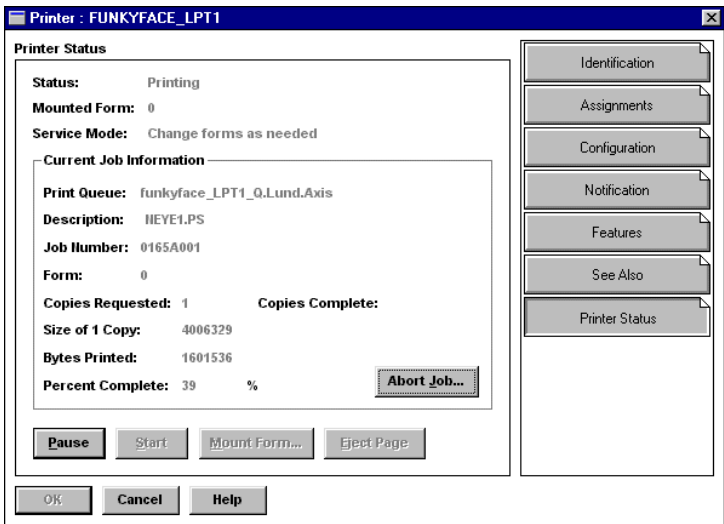 Printer : FUNKYFACE_LPT1
Printer Status
Status: Printing
Mounted Form: 0
Service Mode: Change forms as needed
Current Job Information
Print Queue: funkyface_LPT1_Q.Lund.Axis
Description: NEYE1.PS
Job Number: 0165A001
Form: 0
Copies Requested: 1 Copies Complete:
Size of 1 Copy: 4006329
Bytes Printed: 1601536
Percent Complete: 39 %
Abort Job...
Pause Start Mount Form... Eject Page
OK Cancel Help
Identification
Assignments
Configuration
Notification
Features
See Also
Printer Status